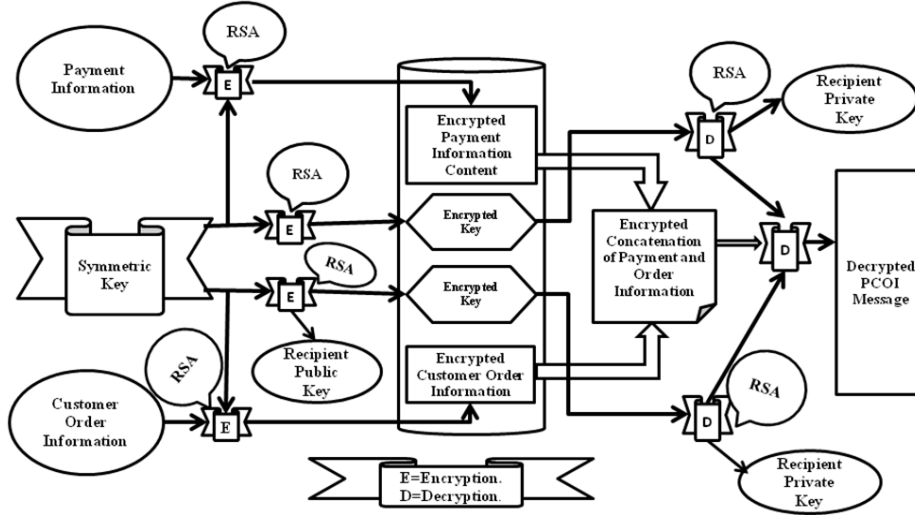 RSA
Payment
Information
E
RSA
E
Symmetric
Key
RSA
E
Recipient
Public
Key
RSA
Customer
Order
Information
E
Encrypted
Payment
Information
Content
Encrypted
Key
Encrypted
Key
Encrypted
Customer Order
Information
Encrypted
Concatenation
of Payment and
Order
Information
RSA
D
Recipient
Private
Key
D
Decrypted
PCOI
Message
RSA
D
Recipient
Private
Key
E=Encryption.
D=Decryption.